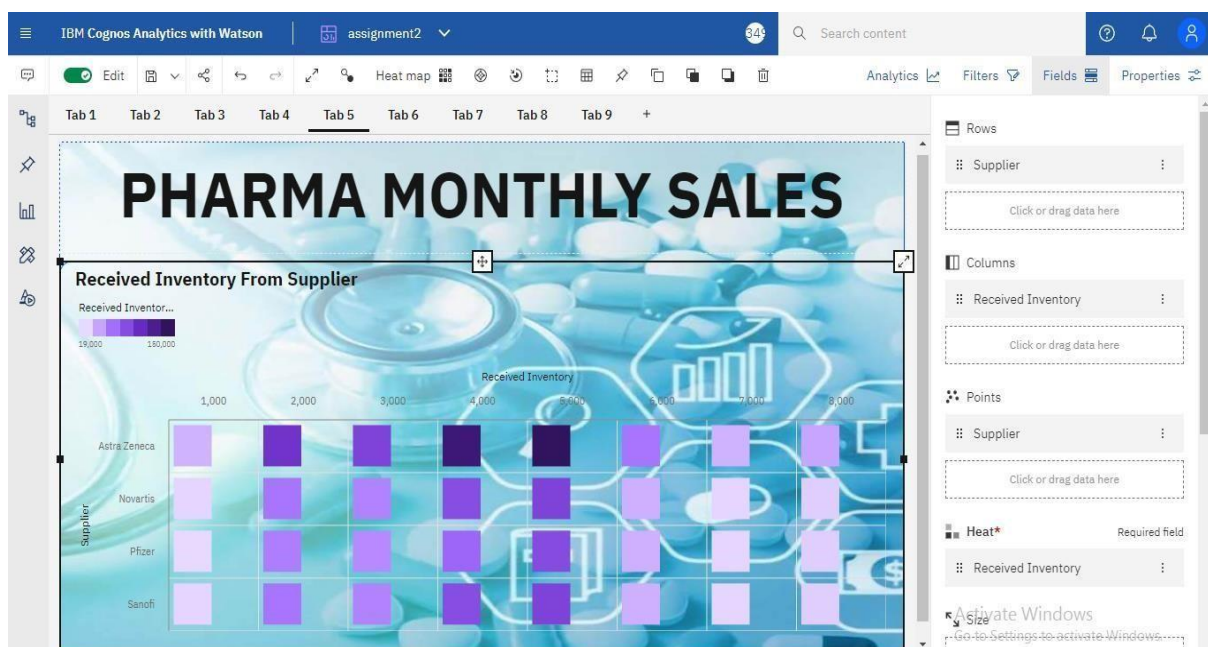 IBM Cognos Analytics with Watson
assignment2
Search content
Edit
Heat map
Analytics
Filters
Fields
Properties
Tab 1
Tab 2
Tab 3
Tab 4
Tab 5
Tab 6
Tab 7
Tab 8
Tab 9
+
PHARMA MONTHLY SALES
Received Inventory From Supplier
Received Inventor...
19,000 180,000
Received Inventory
1,000 2,000 3,000 4,000 5,000 6,000 7,000 8,000
Supplier
Astra Zeneca
Novartis
Pfizer
Sanofi
Rows
Supplier
Click or drag data here
Columns
Received Inventory
Click or drag data here
Points
Supplier
Click or drag data here
Heat*
Required field
Received Inventory
Size
Activate Windows
Go to Settings to activate Windows.